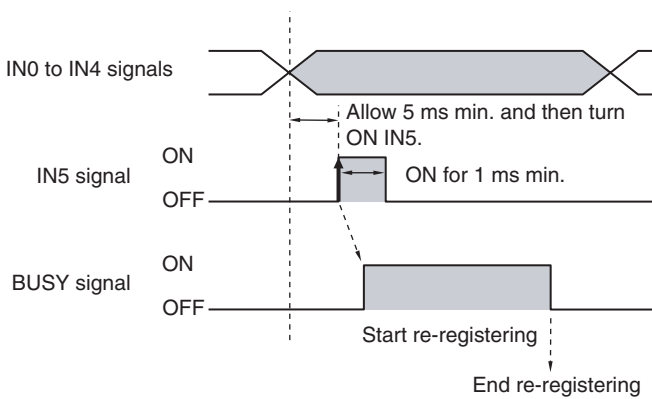 IN0 to IN4 signals
Allow 5 ms min. and then turn
ON IN5.
ON
IN5 signal
ON for 1 ms min.
OFF
ON
BUSY signal
OFF
Start re-registering
End re-registering